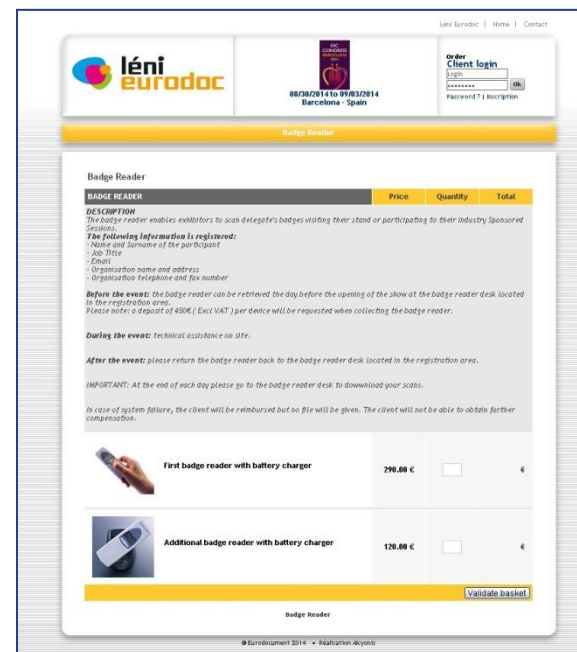 Léni Eurodoc | Home | Contact
léni
eurodoc
ESC
CONGRESS
BARCELONA
2014
08/30/2014 to 09/03/2014
Barcelona - Spain
Order
Client login
Login
••••••••
Ok
Password ? | Inscription
Badge Reader
Badge Reader
BADGE READER Price Quantity Total
DESCRIPTION
The badge reader enables exhibitors to scan delegate's badges visiting their stand or participating to their Industry Sponsored
Sessions.
The following information is registered:
- Name and Surname of the participant
- Job Title
- Email
- Organisation name and address
- Organisation telephone and fax number
Before the event: the badge reader can be retrieved the day before the opening of the show at the badge reader desk located
in the registration area.
Please note: a deposit of 450€ ( Excl VAT ) per device will be requested when collecting the badge reader.
During the event: technical assistance on site.
After the event: please return the badge reader back to the badge reader desk located in the registration area.
IMPORTANT: At the end of each day please go to the badge reader desk to downwload your scans.
In case of system failure, the client will be reimbursed but no file will be given. The client will not be able to obtain further
compensation.
First badge reader with battery charger 290.00 € €
Additional badge reader with battery charger 120.00 € €
Validate basket
Badge Reader
© Eurodocument 2014 • Réalisation Alcyonis